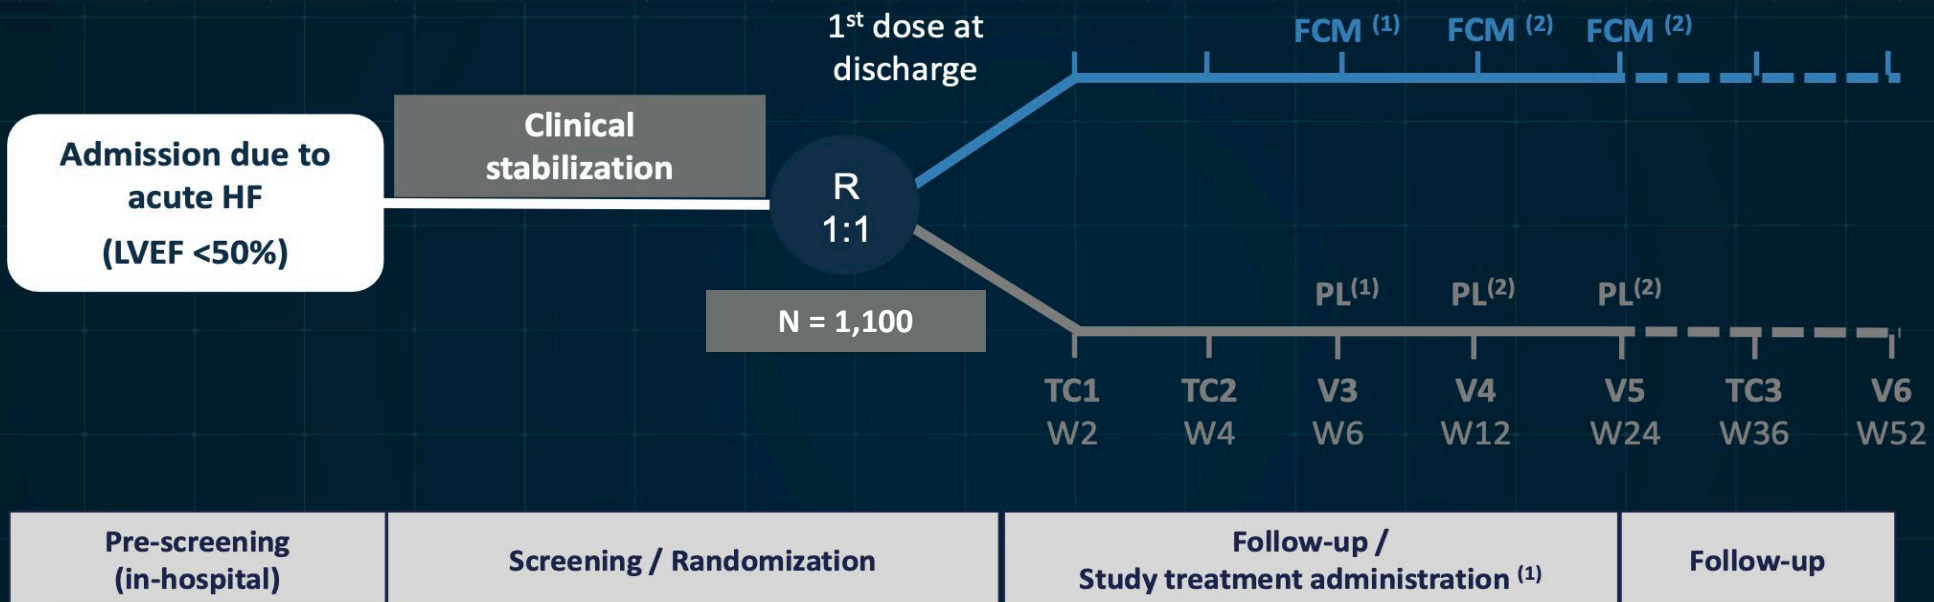 1st dose at
discharge
FCM (1)
FCM (2)
FCM (2)
Clinical
stabilization
Admission due to
acute HF
(LVEF <50%)
R
1:1
N = 1,100
PL(1)
PL(2)
PL(2)
TC1
W2
TC2
W4
V3
W6
V4
W12
V5
W24
TC3
W36
V6
W52
Pre-screening
(in-hospital)
Screening / Randomization
Follow-up /
Study treatment administration (1)
Follow-up